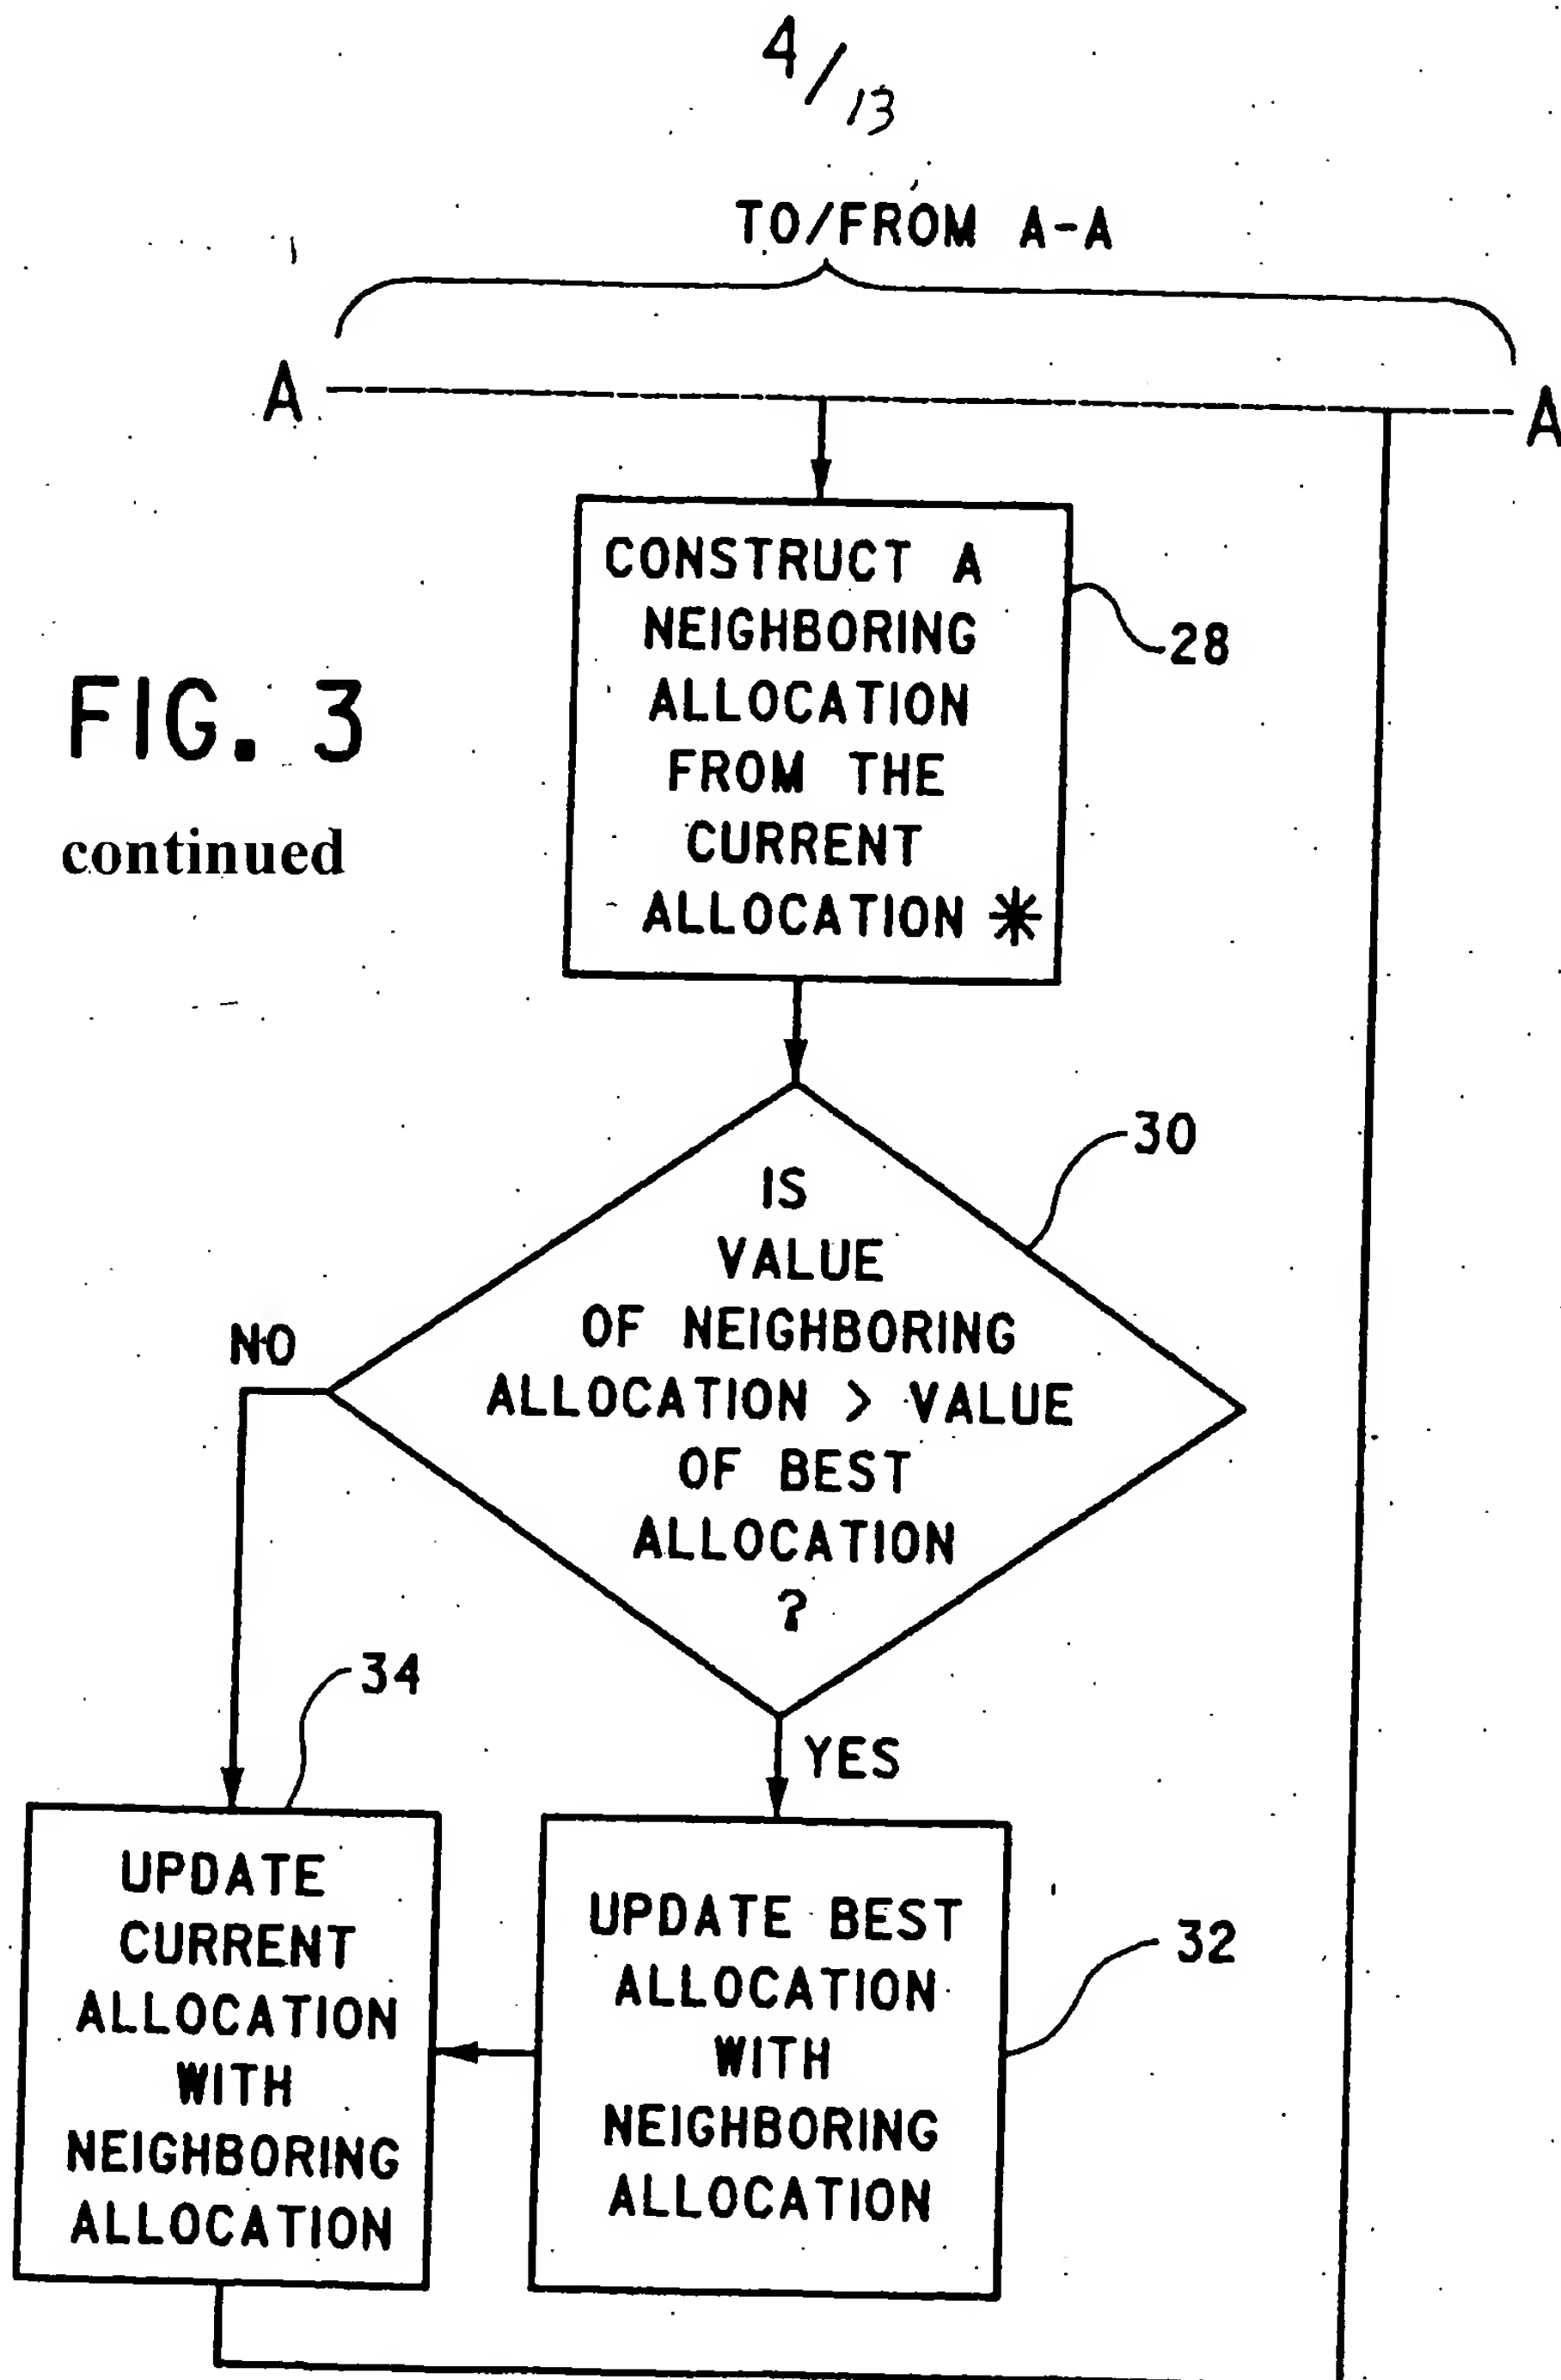 4/13
TO/FROM A-A
A A
CONSTRUCT A
NEIGHBORING
ALLOCATION
FROM THE
CURRENT
ALLOCATION *
28
FIG. 3
continued
30
IS
VALUE
OF NEIGHBORING
ALLOCATION > VALUE
OF BEST
ALLOCATION
?
NO
YES
34
UPDATE
CURRENT
ALLOCATION
WITH
NEIGHBORING
ALLOCATION
UPDATE BEST
ALLOCATION
WITH
NEIGHBORING
ALLOCATION
32